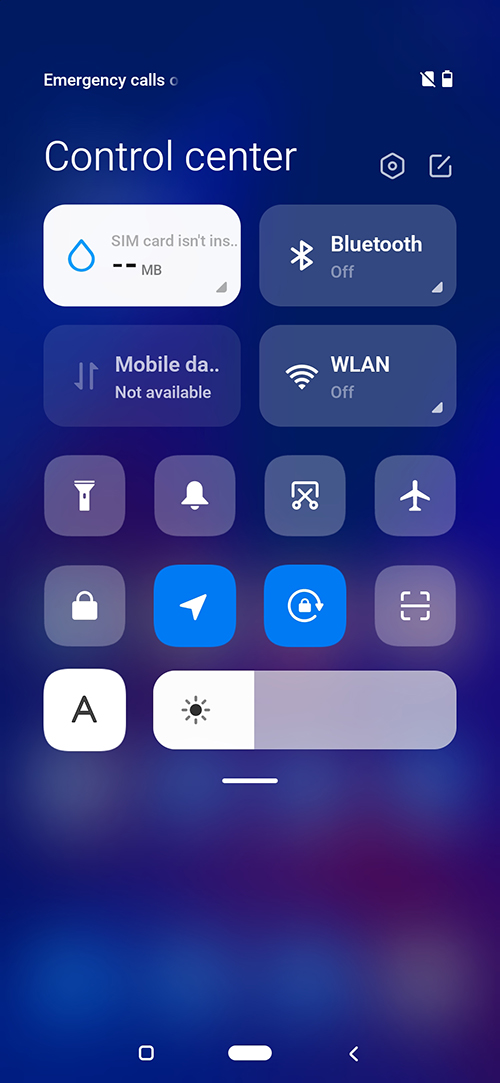 Emergency calls o
Control center
SIM card isn't ins..
-- MB
Bluetooth
Off
Mobile da..
Not available
WLAN
Off
A